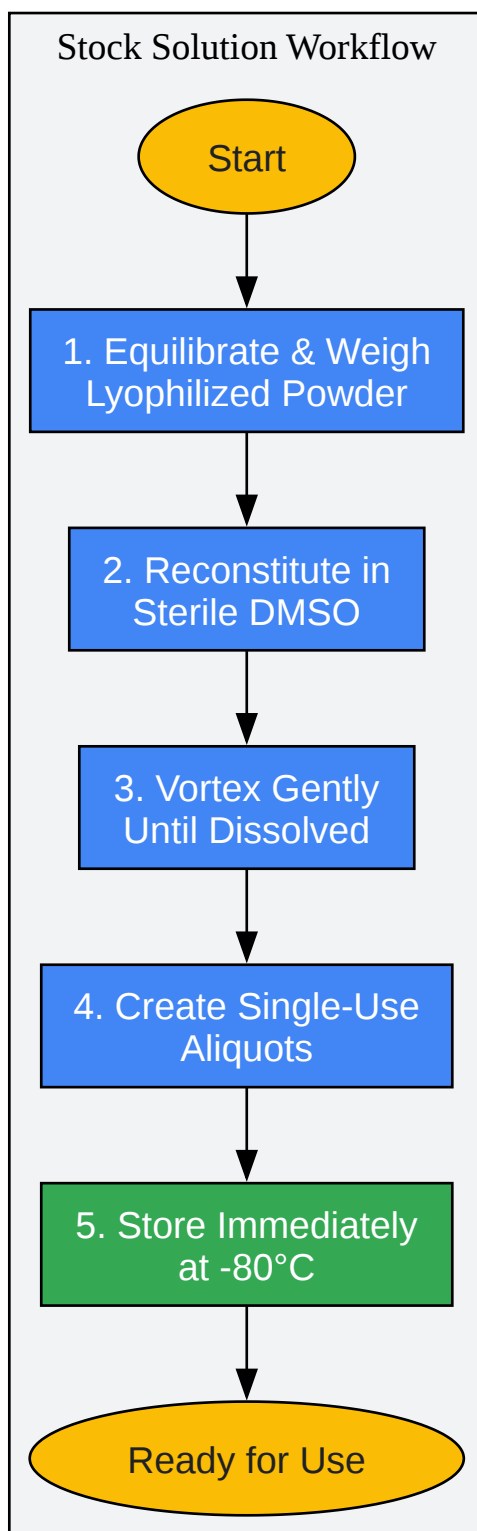 Stock Solution Workflow
Start
1. Equilibrate & Weigh
Lyophilized Powder
2. Reconstitute in
Sterile DMSO
3. Vortex Gently
Until Dissolved
4. Create Single-Use
Aliquots
5. Store Immediately
at -80°C
Ready for Use